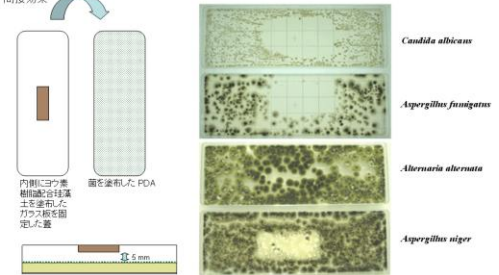 間接効果
Candida albicans
Aspergillus fumigatus
Alternaria alternata
Aspergillus niger
内側にヨウ素
樹脂配合珪藻
土を塗布した
ガラス板を固
定した蓋
菌を塗布した PDA
5 mm